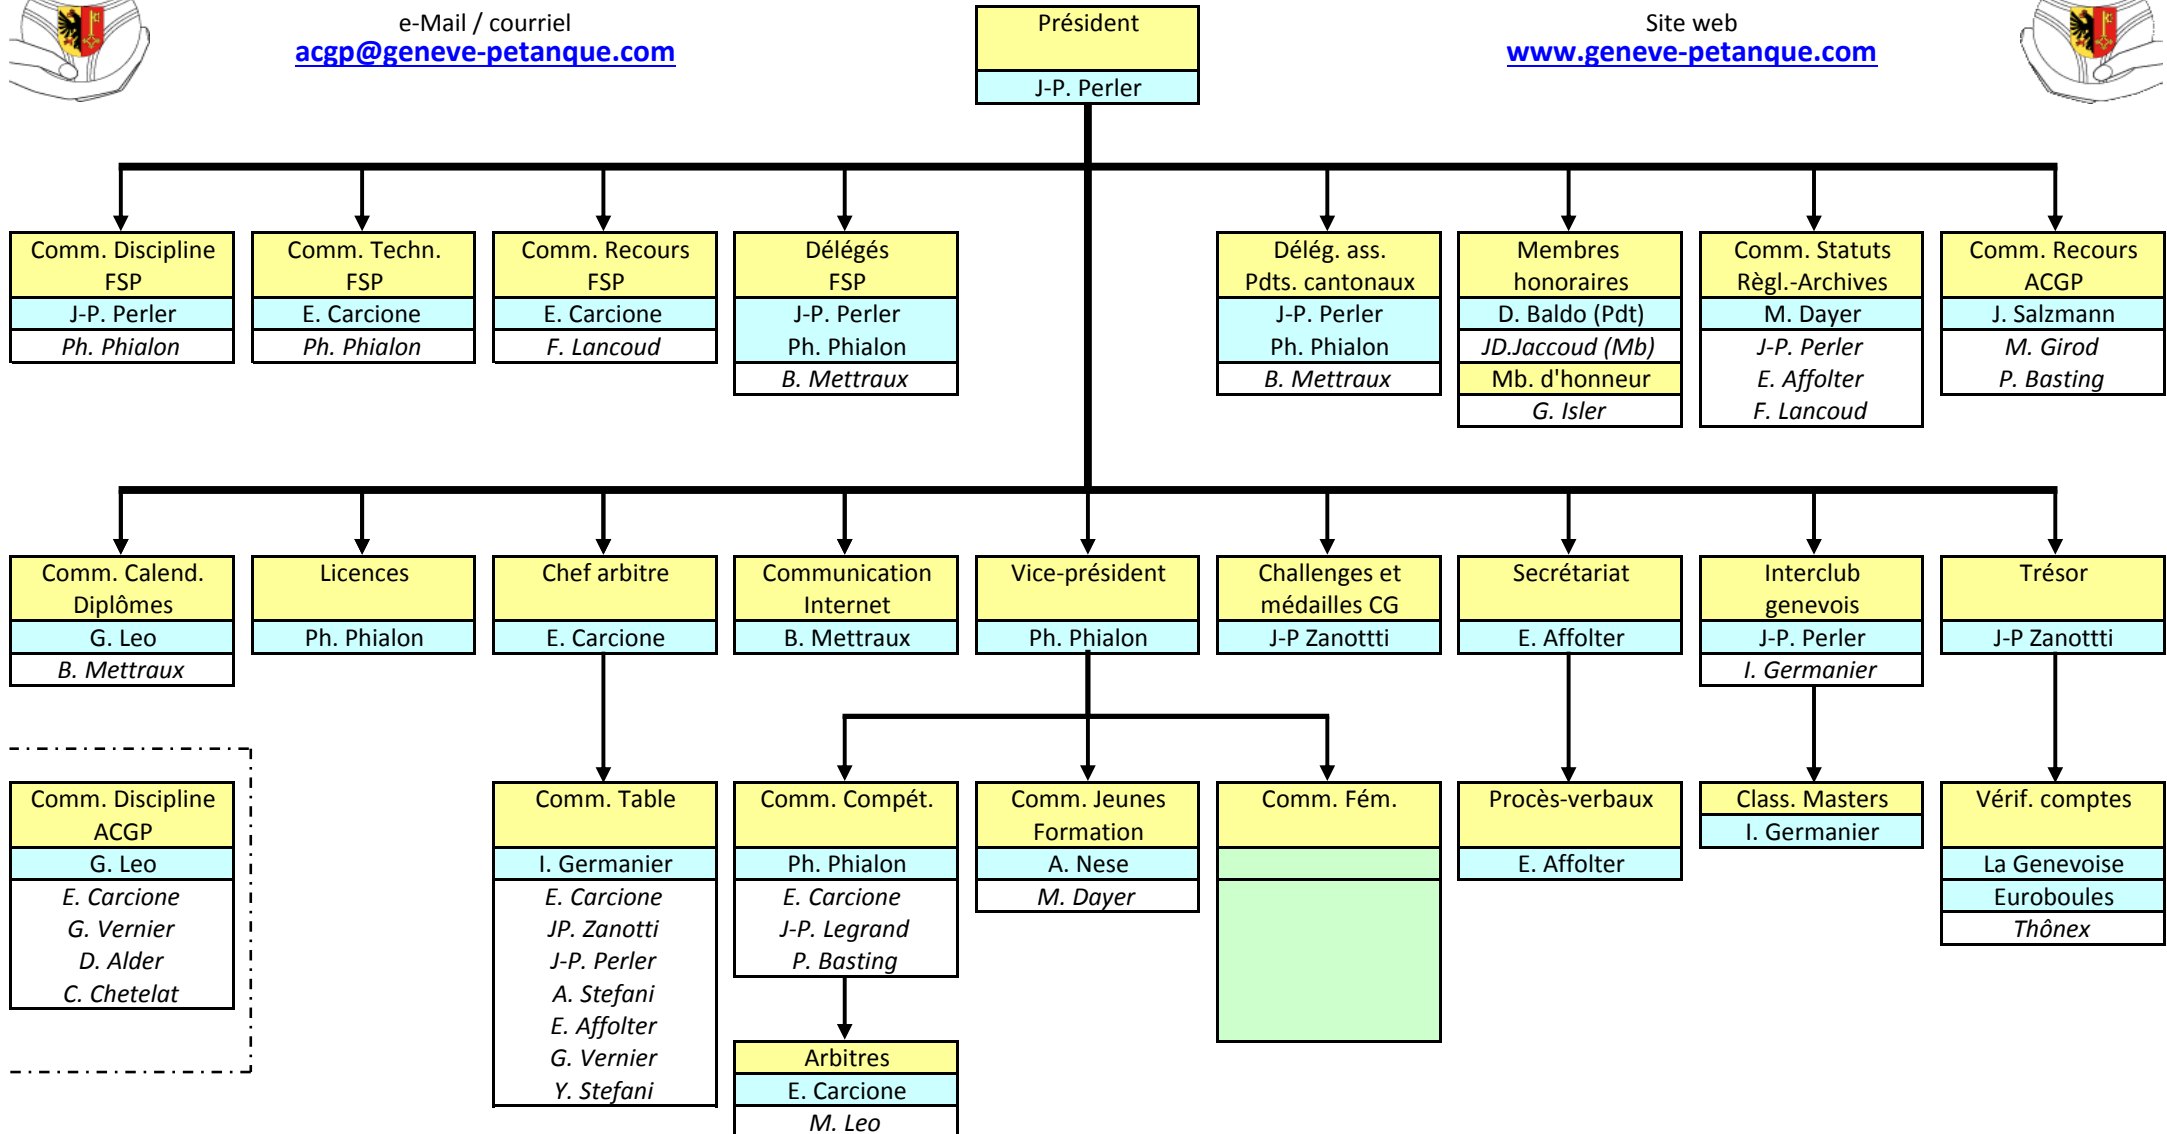 e-Mail / courriel
acgp@geneve-petanque.com
Président
J-P. Perler
Site web
www.geneve-petanque.com
Comm. Discipline
FSP
J-P. Perler
Ph. Phialon
Comm. Techn.
FSP
E. Carcione
Ph. Phialon
Comm. Recours
FSP
E. Carcione
F. Lancoud
Délégés
FSP
J-P. Perler
Ph. Phialon
B. Mettraux
Délég. ass.
Pdts. cantonaux
J-P. Perler
Ph. Phialon
B. Mettraux
Membres
honoraires
D. Baldo (Pdt)
JD.Jaccoud (Mb)
Mb. d'honneur
G. Isler
Comm. Statuts
Règl.-Archives
M. Dayer
J-P. Perler
E. Affolter
F. Lancoud
Comm. Recours
ACGP
J. Salzmann
M. Girod
P. Basting
Comm. Calend.
Diplômes
G. Leo
B. Mettraux
Licences
Ph. Phialon
Chef arbitre
E. Carcione
Communication
Internet
B. Mettraux
Vice-président
Ph. Phialon
Challenges et
médailles CG
J-P Zanottti
Secrétariat
E. Affolter
Interclub
genevois
J-P. Perler
I. Germanier
Trésor
J-P Zanottti
Comm. Discipline
ACGP
G. Leo
E. Carcione
G. Vernier
D. Alder
C. Chetelat
Comm. Table
I. Germanier
E. Carcione
JP. Zanotti
J-P. Perler
A. Stefani
E. Affolter
G. Vernier
Y. Stefani
Comm. Compét.
Ph. Phialon
E. Carcione
J-P. Legrand
P. Basting
Arbitres
E. Carcione
M. Leo
Comm. Jeunes
Formation
A. Nese
M. Dayer
Comm. Fém.
Procès-verbaux
E. Affolter
Class. Masters
I. Germanier
Vérif. comptes
La Genevoise
Euroboules
Thônex